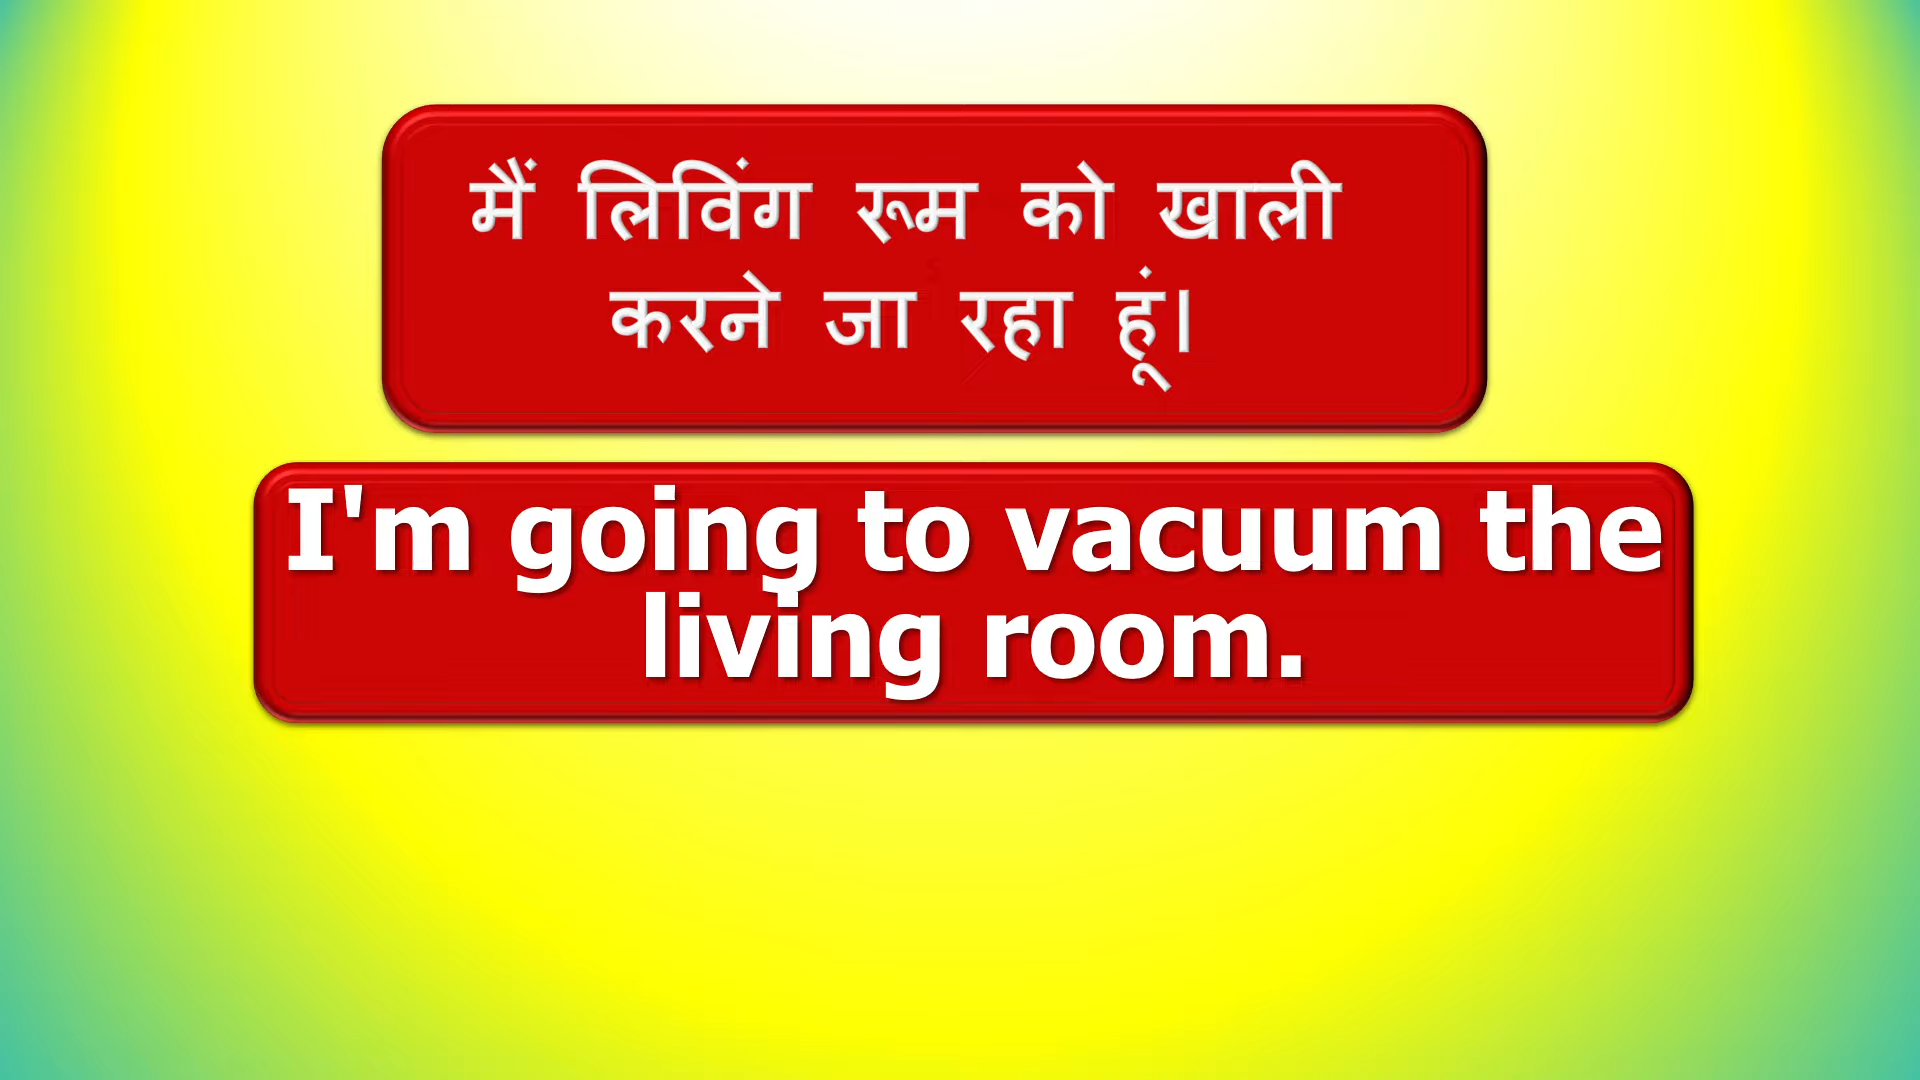 मैं लिविंग रूम को खाली
करने जा रहा हूं।
I'm going to vacuum the
living room.